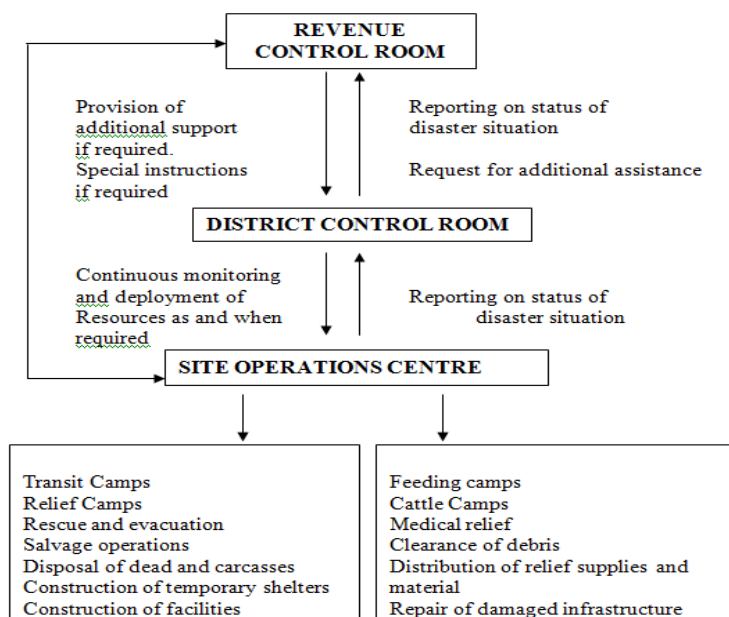 REVENUE
CONTROL ROOM
Provision of
additional support
if required.
Special instructions
if required
Reporting on status of
disaster situation
Request for additional assistance
DISTRICT CONTROL ROOM
Continuous monitoring
and deployment of
Resources as and when
required
Reporting on status of
disaster situation
SITE OPERATIONS CENTRE
Transit Camps
Relief Camps
Rescue and evacuation
Salvage operations
Disposal of dead and carcasses
Construction of temporary shelters
Construction of facilities
Feeding camps
Cattle Camps
Medical relief
Clearance of debris
Distribution of relief supplies and
material
Repair of damaged infrastructure